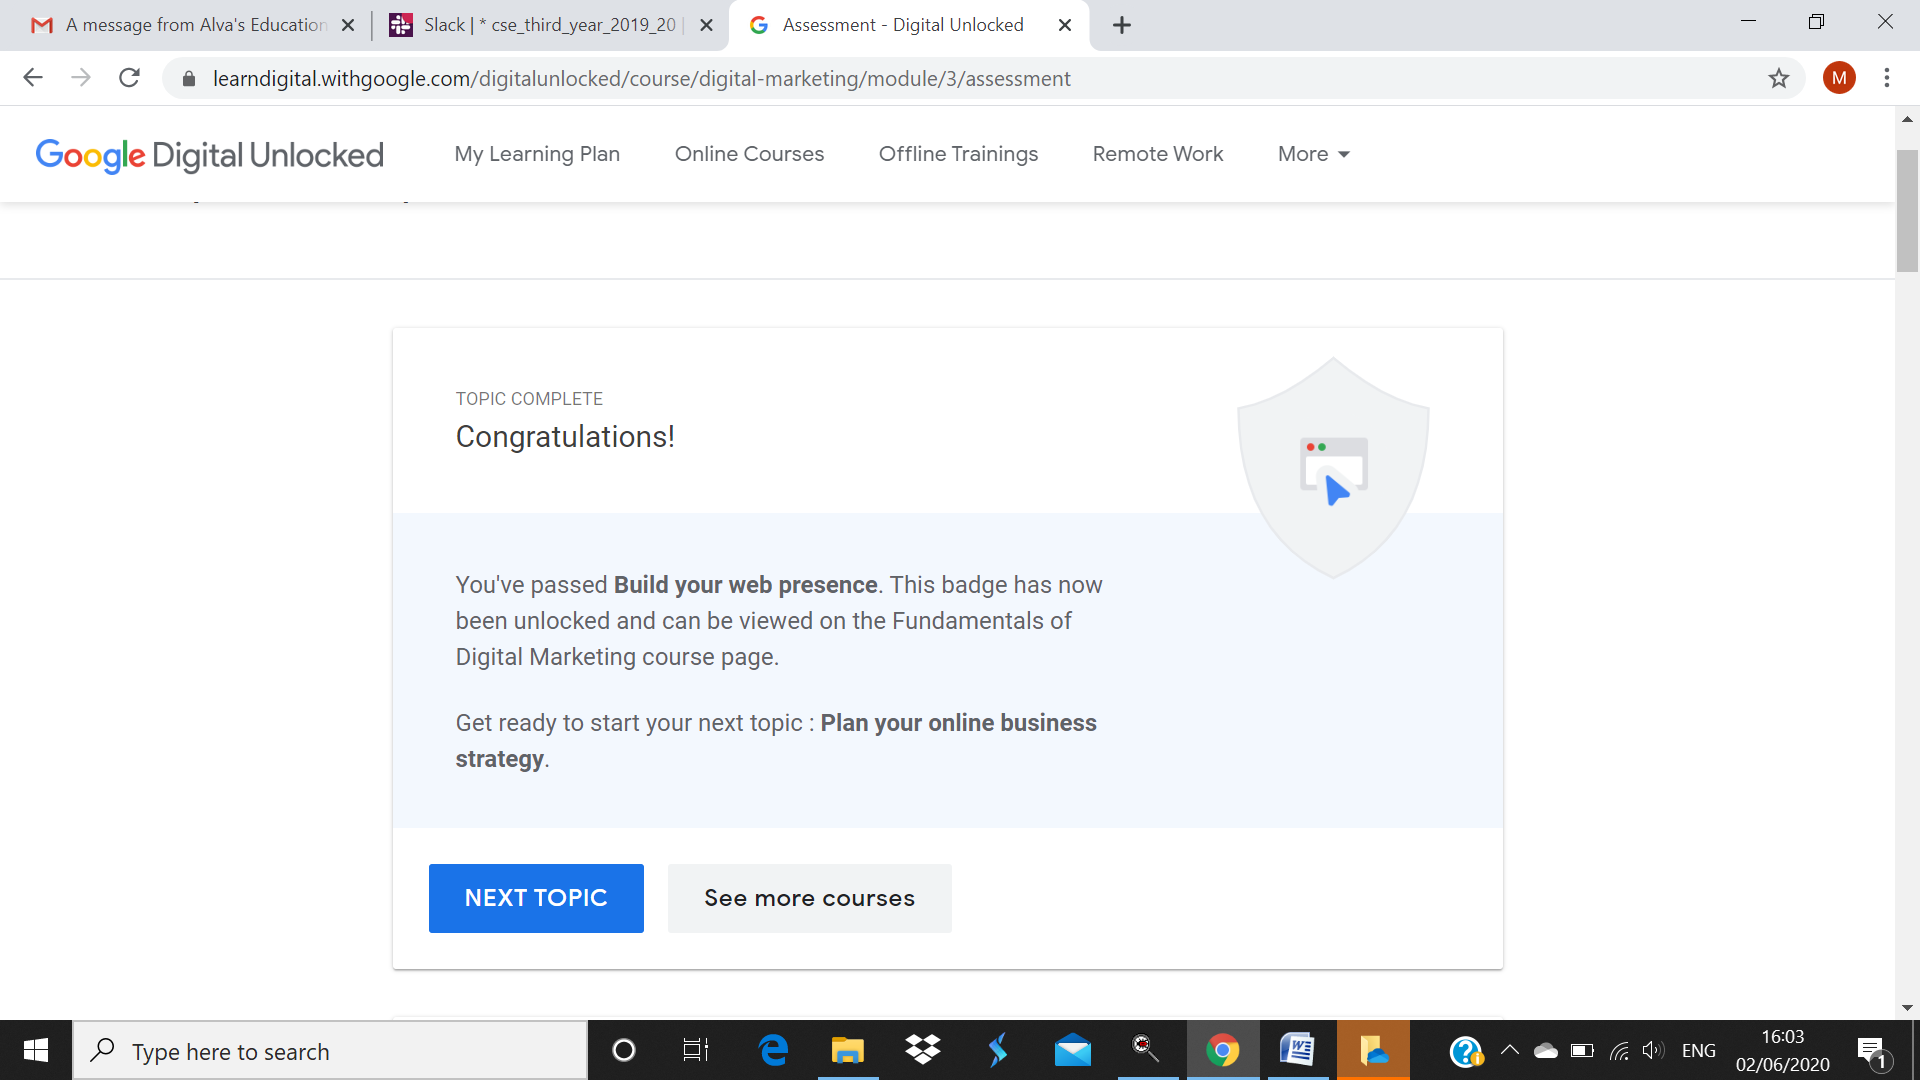 A message from Alva's Education
Slack | * cse_third_year_2019_20 |
Assessment - Digital Unlocked
learndigital.withgoogle.com/digitalunlocked/course/digital-marketing/module/3/assessment
M
Google Digital Unlocked
My Learning Plan
Online Courses
Offline Trainings
Remote Work
More
TOPIC COMPLETE
Congratulations!
You've passed Build your web presence. This badge has now
been unlocked and can be viewed on the Fundamentals of
Digital Marketing course page.
Get ready to start your next topic : Plan your online business
strategy.
NEXT TOPIC
See more courses
Type here to search
ENG
16:03
02/06/2020
1